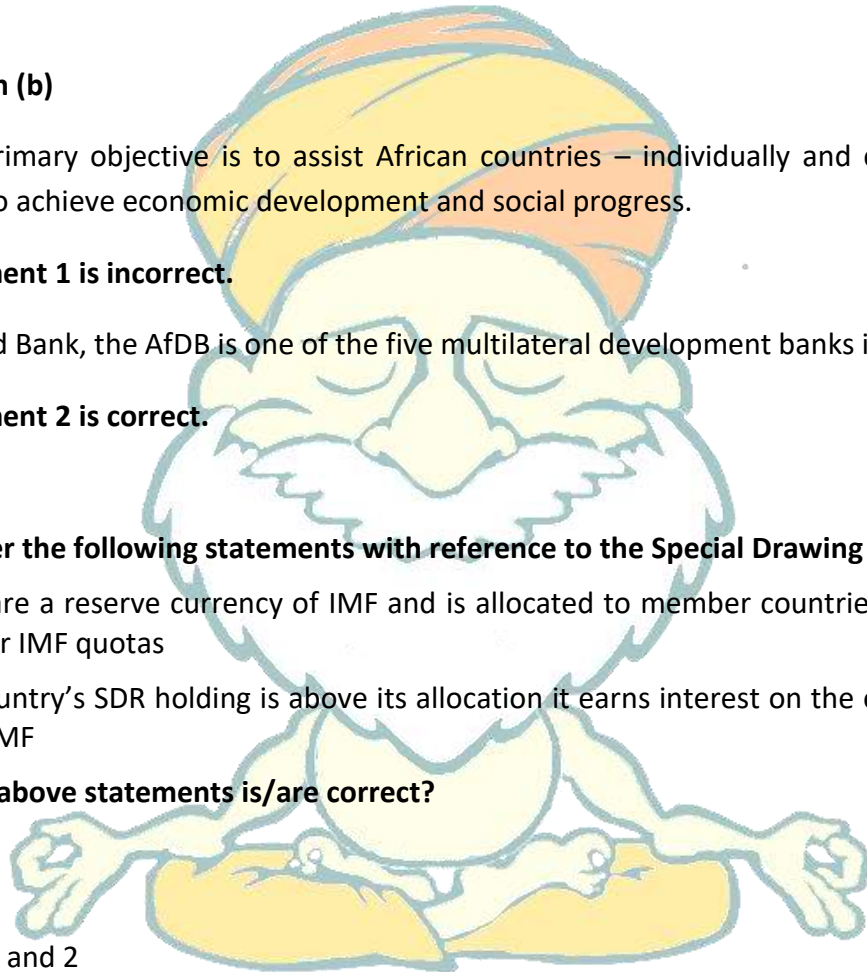 (b)
rimary objective is to assist African countries – individually and
o achieve economic development and social progress.
ent 1 is incorrect.
d Bank, the AfDB is one of the five multilateral development banks i
ent 2 is correct.
er the following statements with reference to the Special Drawing
are a reserve currency of IMF and is allocated to member countrie
r IMF quotas
untry’s SDR holding is above its allocation it earns interest on the
MF
above statements is/are correct?
and 2